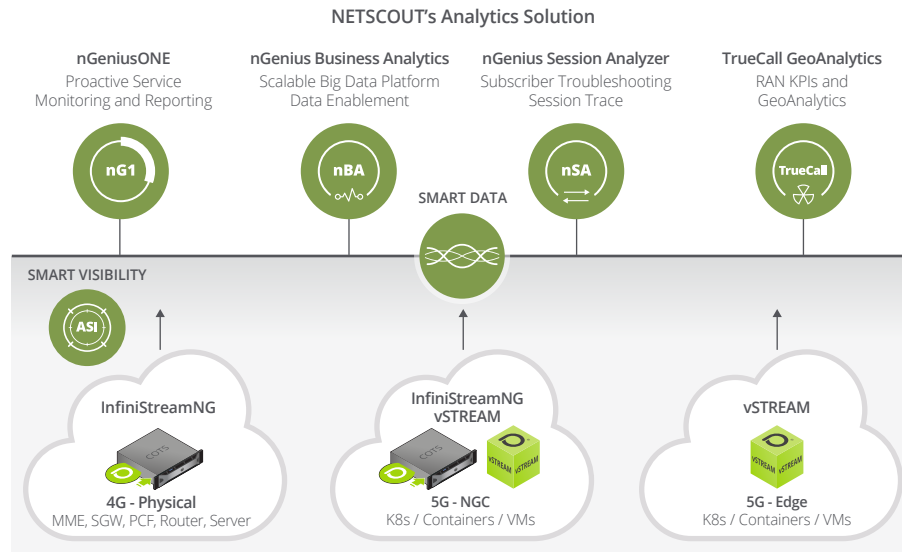 NETSCOUT's Analytics Solution
nGeniusONE
Proactive Service
Monitoring and Reporting
nGenius Business Analytics
Scalable Big Data Platform
Data Enablement
nGenius Session Analyzer
Subscriber Troubleshooting
Session Trace
TrueCall GeoAnalytics
RAN KPIs and
GeoAnalytics
nG1
nBA
nSA
TrueCall
SMART DATA
SMART VISIBILITY
ASI
InfiniStreamNG
COTS
4G - Physical
MME, SGW, PCF, Router, Server
InfiniStreamNG
vSTREAM
COTS
vSTREAM
vSTREAM
5G - NGC
K8s / Containers / VMs
vSTREAM
vSTREAM
vSTREAM
5G - Edge
K8s / Containers / VMs